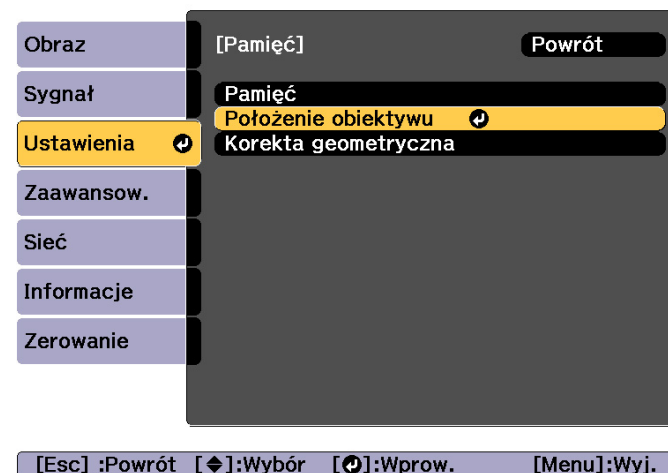 Obraz
Sygnał
Ustawienia
Zaawansow.
Sieć
Informacje
Zerowanie
[Pamięć] Powrót
Pamięć
Położenie obiektywu
Korekta geometryczna
[Esc] :Powrót [ ]:Wybór [ ]:Wprow. [Menu]:Wyj.